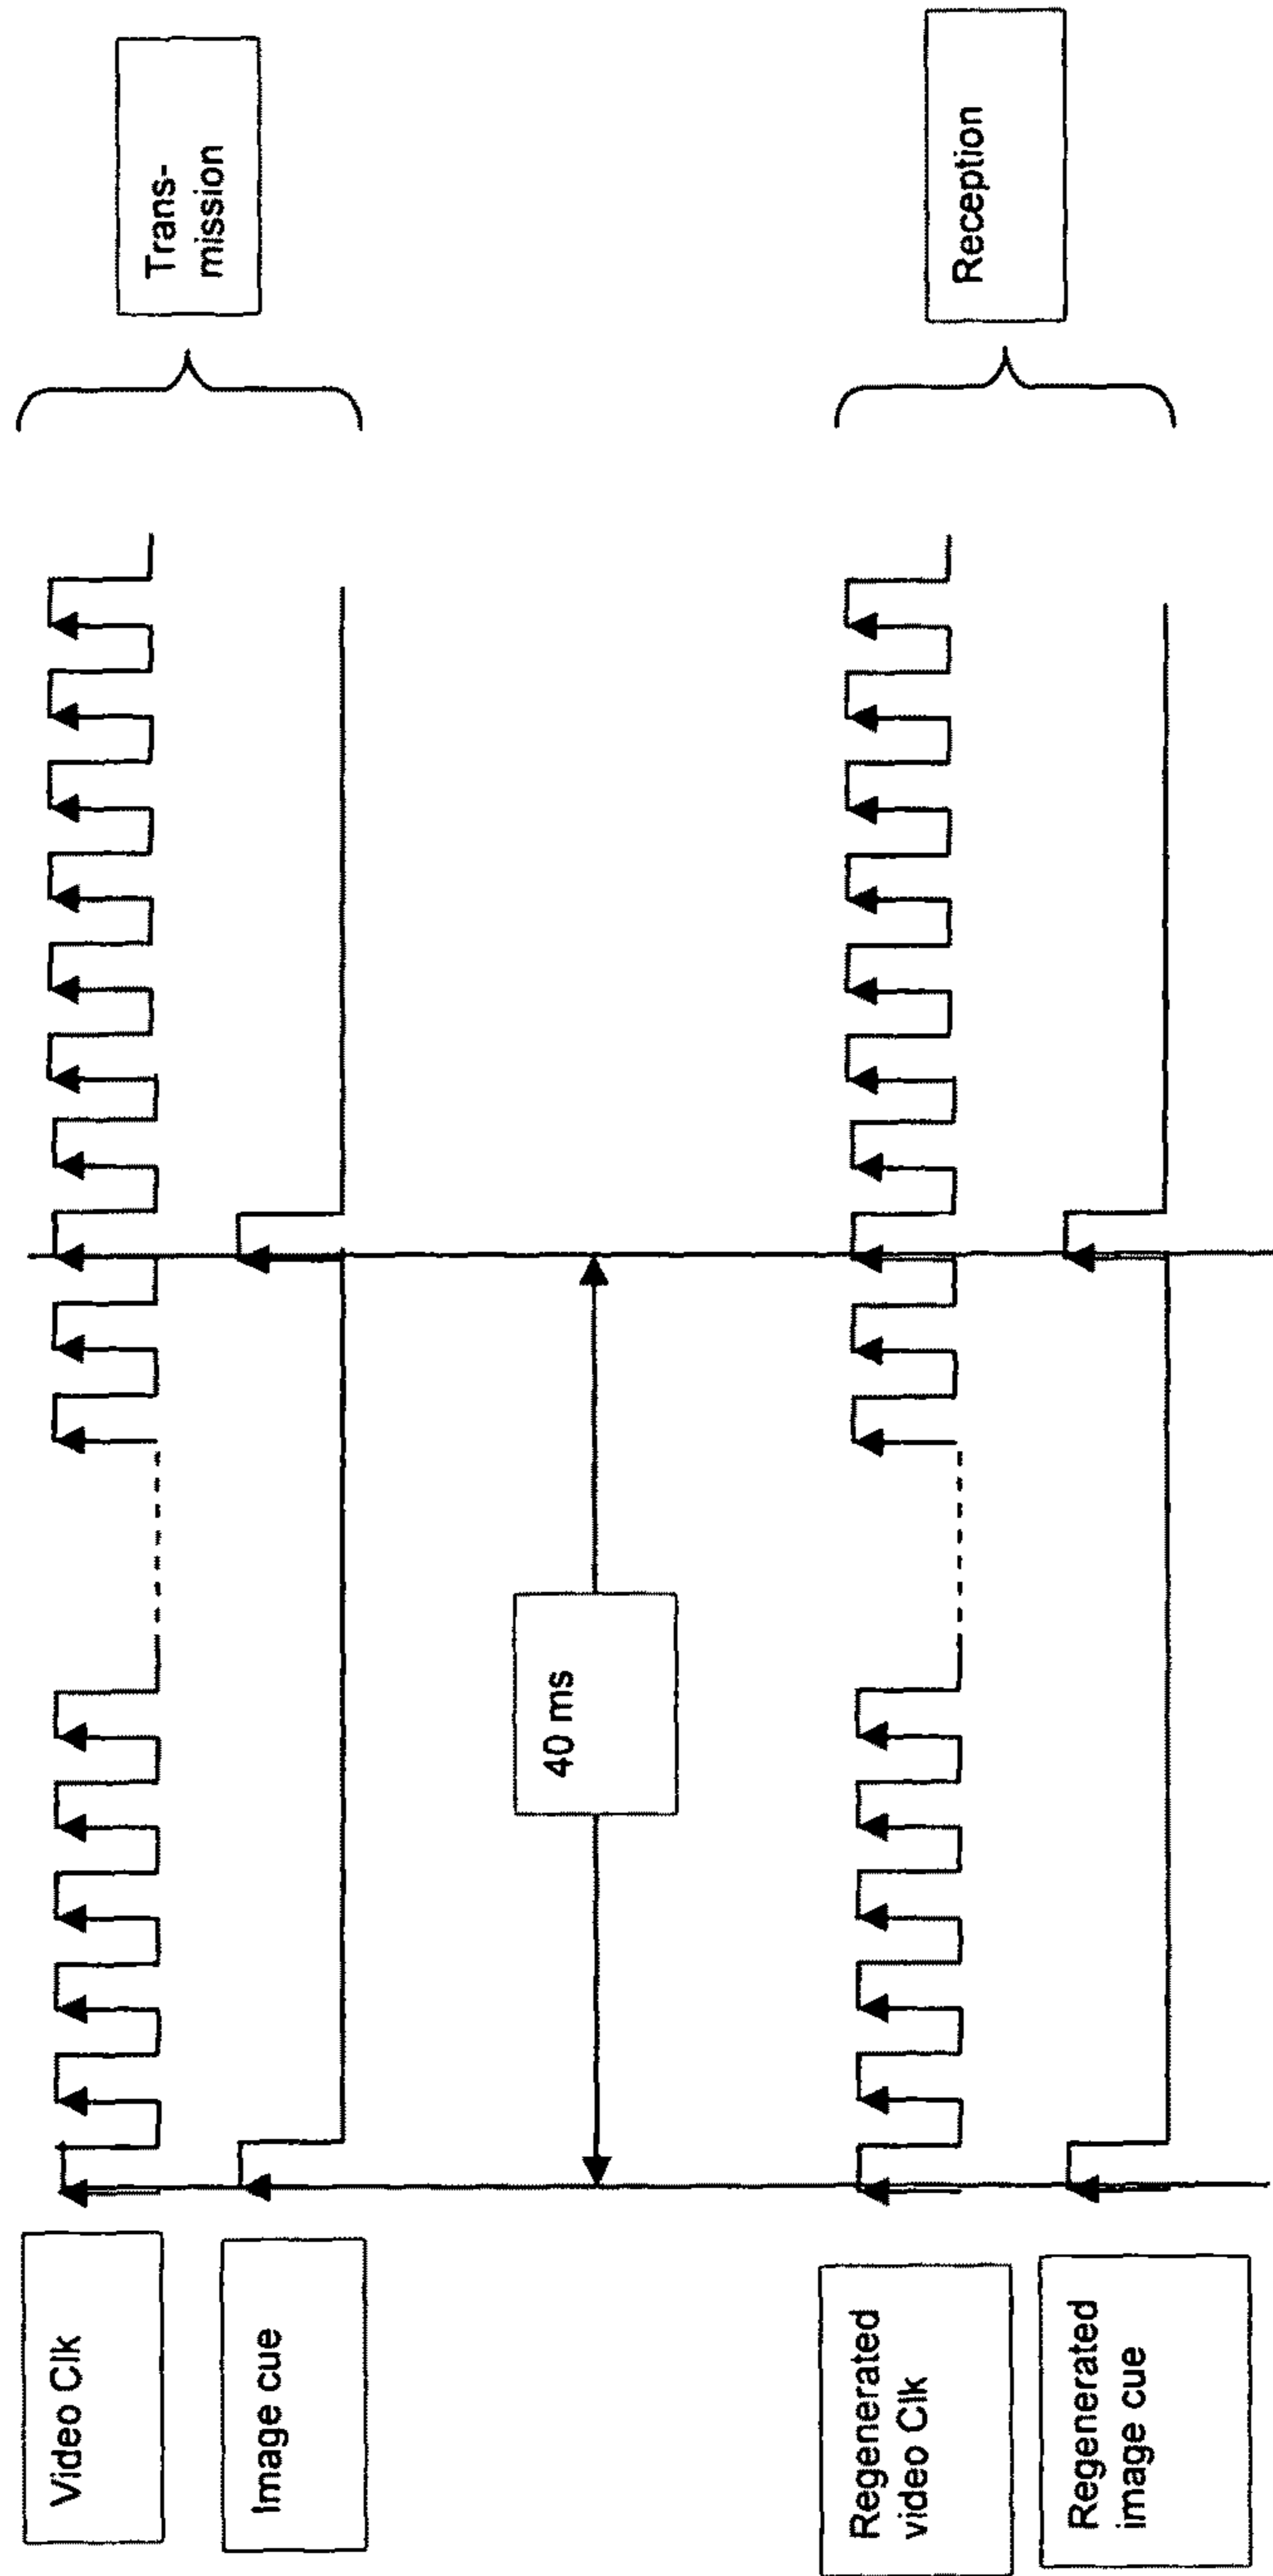 Video Clk
Image cue
Trans-
mission
40 ms
Regenerated
video Clk
Regenerated
image cue
Reception